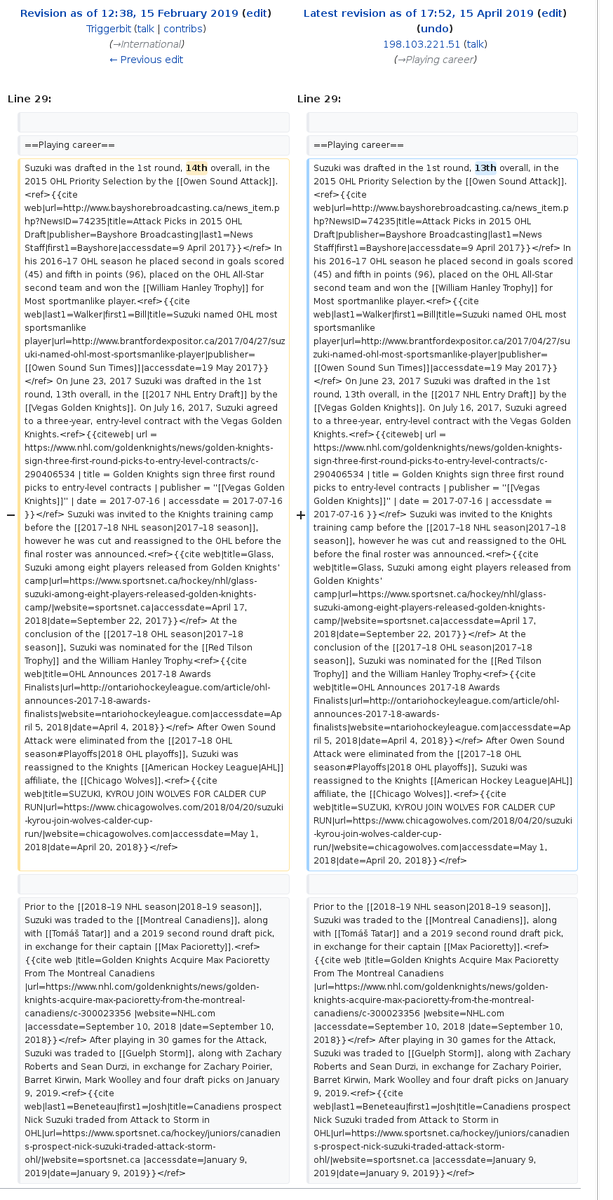 Revision as of 12:38, 15 February 2019 (edit)
Triggerbit (talk | contribs)
(→International)
← Previous edit
Latest revision as of 17:52, 15 April 2019 (edit)
(undo)
198.103.221.51 (talk)
(→Playing career)
Line 29:
Line 29:
==Playing career==
==Playing career==
−
Suzuki was drafted in the 1st round, 14th overall, in the
2015 OHL Priority Selection by the [[Owen Sound Attack]].
<ref>{{cite
web|url=http://www.bayshorebroadcasting.ca/news_item.p
hp?NewsID=74235|title=Attack Picks in 2015 OHL
Draft|publisher=Bayshore Broadcasting|last1=News
Staff|first1=Bayshore|accessdate=9 April 2017}}</ref> In
his 2016–17 OHL season he placed second in goals scored
(45) and fifth in points (96), placed on the OHL All-Star
second team and won the [[William Hanley Trophy]] for
Most sportmanlike player.<ref>{{cite
web|last1=Walker|first1=Bill|title=Suzuki named OHL most
sportsmanlike
player|url=http://www.brantfordexpositor.ca/2017/04/27/suz
uki-named-ohl-most-sportsmanlike-player|publisher=
[[Owen Sound Sun Times]]|accessdate=19 May 2017}}
</ref> On June 23, 2017 Suzuki was drafted in the 1st
round, 13th overall, in the [[2017 NHL Entry Draft]] by the
[[Vegas Golden Knights]]. On July 16, 2017, Suzuki agreed
to a three-year, entry-level contract with the Vegas Golden
Knights.<ref>{{citeweb| url =
https://www.nhl.com/goldenknights/news/golden-knights-
sign-three-first-round-picks-to-entry-level-contracts/c-
290406534 | title = Golden Knights sign three first round
picks to entry-level contracts | publisher = ''[[Vegas Golden
Knights]]'' | date = 2017-07-16 | accessdate = 2017-07-16
}}</ref> Suzuki was invited to the Knights training camp
before the [[2017–18 NHL season|2017–18 season]],
however he was cut and reassigned to the OHL before the
final roster was announced.<ref>{{cite web|title=Glass,
Suzuki among eight players released from Golden Knights'
camp|url=https://www.sportsnet.ca/hockey/nhl/glass-
suzuki-among-eight-players-released-golden-knights-
camp/|website=sportsnet.ca|accessdate=April 17,
2018|date=September 22, 2017}}</ref> At the
conclusion of the [[2017–18 OHL season|2017–18
season]], Suzuki was nominated for the [[Red Tilson
Trophy]] and the William Hanley Trophy.<ref>{{cite
web|title=OHL Announces 2017-18 Awards
Finalists|url=http://ontariohockeyleague.com/article/ohl-
announces-2017-18-awards-
finalists|website=ntariohockeyleague.com|accessdate=Ap
ril 5, 2018|date=April 4, 2018}}</ref> After Owen Sound
Attack were eliminated from the [[2017–18 OHL
season#Playoffs|2018 OHL playoffs]], Suzuki was
reassigned to the Knights [[American Hockey League|AHL]]
affiliate, the [[Chicago Wolves]].<ref>{{cite
web|title=SUZUKI, KYROU JOIN WOLVES FOR CALDER CUP
RUN|url=https://www.chicagowolves.com/2018/04/20/suzuki
-kyrou-join-wolves-calder-cup-
run/|website=chicagowolves.com|accessdate=May 1,
2018|date=April 20, 2018}}</ref>
+
Suzuki was drafted in the 1st round, 13th overall, in the
2015 OHL Priority Selection by the [[Owen Sound Attack]].
<ref>{{cite
web|url=http://www.bayshorebroadcasting.ca/news_item.p
hp?NewsID=74235|title=Attack Picks in 2015 OHL
Draft|publisher=Bayshore Broadcasting|last1=News
Staff|first1=Bayshore|accessdate=9 April 2017}}</ref> In
his 2016–17 OHL season he placed second in goals scored
(45) and fifth in points (96), placed on the OHL All-Star
second team and won the [[William Hanley Trophy]] for
Most sportmanlike player.<ref>{{cite
web|last1=Walker|first1=Bill|title=Suzuki named OHL most
sportsmanlike
player|url=http://www.brantfordexpositor.ca/2017/04/27/su
zuki-named-ohl-most-sportsmanlike-player|publisher=
[[Owen Sound Sun Times]]|accessdate=19 May 2017}}
</ref> On June 23, 2017 Suzuki was drafted in the 1st
round, 13th overall, in the [[2017 NHL Entry Draft]] by the
[[Vegas Golden Knights]]. On July 16, 2017, Suzuki agreed
to a three-year, entry-level contract with the Vegas Golden
Knights.<ref>{{citeweb| url =
https://www.nhl.com/goldenknights/news/golden-knights-
sign-three-first-round-picks-to-entry-level-contracts/c-
290406534 | title = Golden Knights sign three first round
picks to entry-level contracts | publisher = ''[[Vegas
Golden Knights]]'' | date = 2017-07-16 | accessdate =
2017-07-16 }}</ref> Suzuki was invited to the Knights
training camp before the [[2017–18 NHL season|2017–18
season]], however he was cut and reassigned to the OHL
before the final roster was announced.<ref>{{cite
web|title=Glass, Suzuki among eight players released from
Golden Knights'
camp|url=https://www.sportsnet.ca/hockey/nhl/glass-
suzuki-among-eight-players-released-golden-knights-
camp/|website=sportsnet.ca|accessdate=April 17,
2018|date=September 22, 2017}}</ref> At the
conclusion of the [[2017–18 OHL season|2017–18
season]], Suzuki was nominated for the [[Red Tilson
Trophy]] and the William Hanley Trophy.<ref>{{cite
web|title=OHL Announces 2017-18 Awards
Finalists|url=http://ontariohockeyleague.com/article/ohl-
announces-2017-18-awards-
finalists|website=ntariohockeyleague.com|accessdate=Ap
ril 5, 2018|date=April 4, 2018}}</ref> After Owen Sound
Attack were eliminated from the [[2017–18 OHL
season#Playoffs|2018 OHL playoffs]], Suzuki was
reassigned to the Knights [[American Hockey League|AHL]]
affiliate, the [[Chicago Wolves]].<ref>{{cite
web|title=SUZUKI, KYROU JOIN WOLVES FOR CALDER CUP
RUN|url=https://www.chicagowolves.com/2018/04/20/suzuki
-kyrou-join-wolves-calder-cup-
run/|website=chicagowolves.com|accessdate=May 1,
2018|date=April 20, 2018}}</ref>
Prior to the [[2018–19 NHL season|2018–19 season]],
Suzuki was traded to the [[Montreal Canadiens]], along
with [[Tomáš Tatar]] and a 2019 second round draft pick,
in exchange for their captain [[Max Pacioretty]].<ref>
{{cite web |title=Golden Knights Acquire Max Pacioretty
From The Montreal Canadiens
|url=https://www.nhl.com/goldenknights/news/golden-
knights-acquire-max-pacioretty-from-the-montreal-
canadiens/c-300023356 |website=NHL.com
|accessdate=September 10, 2018 |date=September 10,
2018}}</ref> After playing in 30 games for the Attack,
Suzuki was traded to [[Guelph Storm]], along with Zachary
Roberts and Sean Durzi, in exchange for Zachary Poirier,
Barret Kirwin, Mark Woolley and four draft picks on January
9, 2019.<ref>{{cite
web|last1=Beneteau|first1=Josh|title=Canadiens prospect
Nick Suzuki traded from Attack to Storm in
OHL|url=https://www.sportsnet.ca/hockey/juniors/canadien
s-prospect-nick-suzuki-traded-attack-storm-
ohl/|website=sportsnet.ca |accessdate=January 9,
2019|date=January 9, 2019}}</ref>
Prior to the [[2018–19 NHL season|2018–19 season]],
Suzuki was traded to the [[Montreal Canadiens]], along
with [[Tomáš Tatar]] and a 2019 second round draft pick,
in exchange for their captain [[Max Pacioretty]].<ref>
{{cite web |title=Golden Knights Acquire Max Pacioretty
From The Montreal Canadiens
|url=https://www.nhl.com/goldenknights/news/golden-
knights-acquire-max-pacioretty-from-the-montreal-
canadiens/c-300023356 |website=NHL.com
|accessdate=September 10, 2018 |date=September 10,
2018}}</ref> After playing in 30 games for the Attack,
Suzuki was traded to [[Guelph Storm]], along with Zachary
Roberts and Sean Durzi, in exchange for Zachary Poirier,
Barret Kirwin, Mark Woolley and four draft picks on January
9, 2019.<ref>{{cite
web|last1=Beneteau|first1=Josh|title=Canadiens prospect
Nick Suzuki traded from Attack to Storm in
OHL|url=https://www.sportsnet.ca/hockey/juniors/canadien
s-prospect-nick-suzuki-traded-attack-storm-
ohl/|website=sportsnet.ca |accessdate=January 9,
2019|date=January 9, 2019}}</ref>